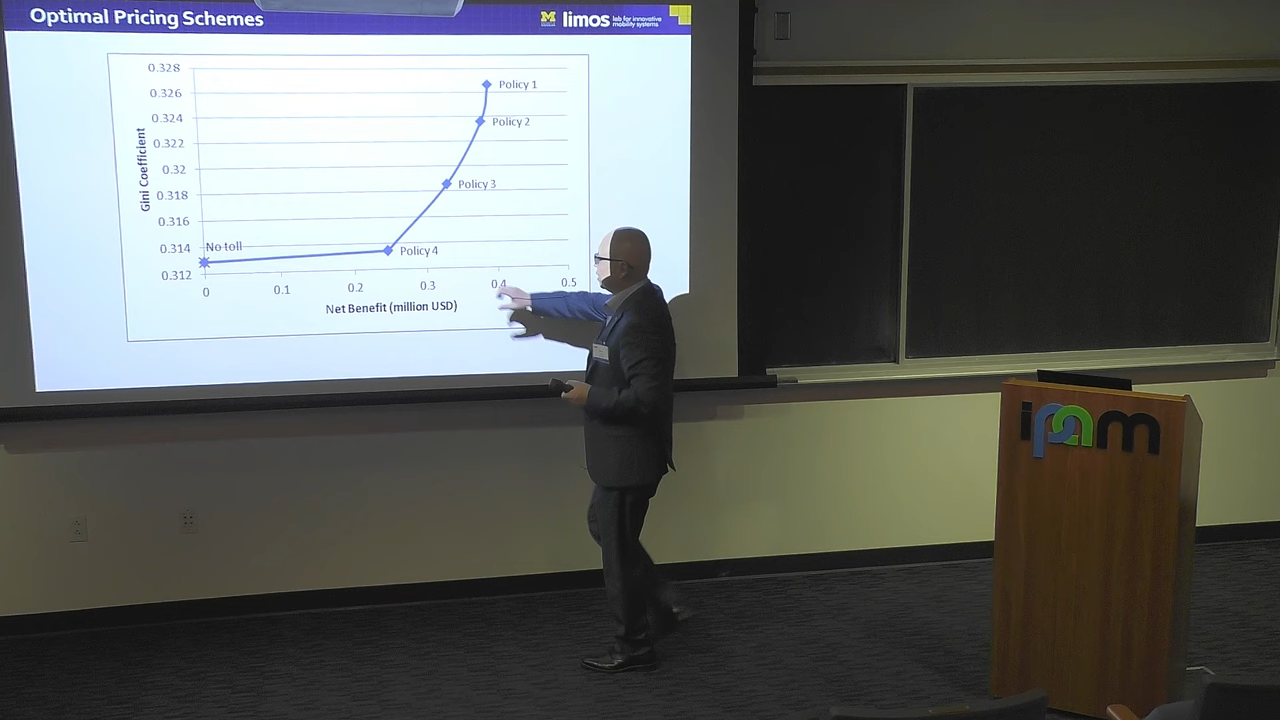 Optimal Pricing Schemes
M
limos lab for innovative
mobility systems
0.328
0.326
0.324
0.322
0.32
0.318
0.316
0.314
0.312
Gini Coefficient
Policy 1
Policy 2
Policy 3
No toll
Policy 4
0 0.1 0.2 0.3 0.4 0.5
Net Benefit (million USD)
ipam